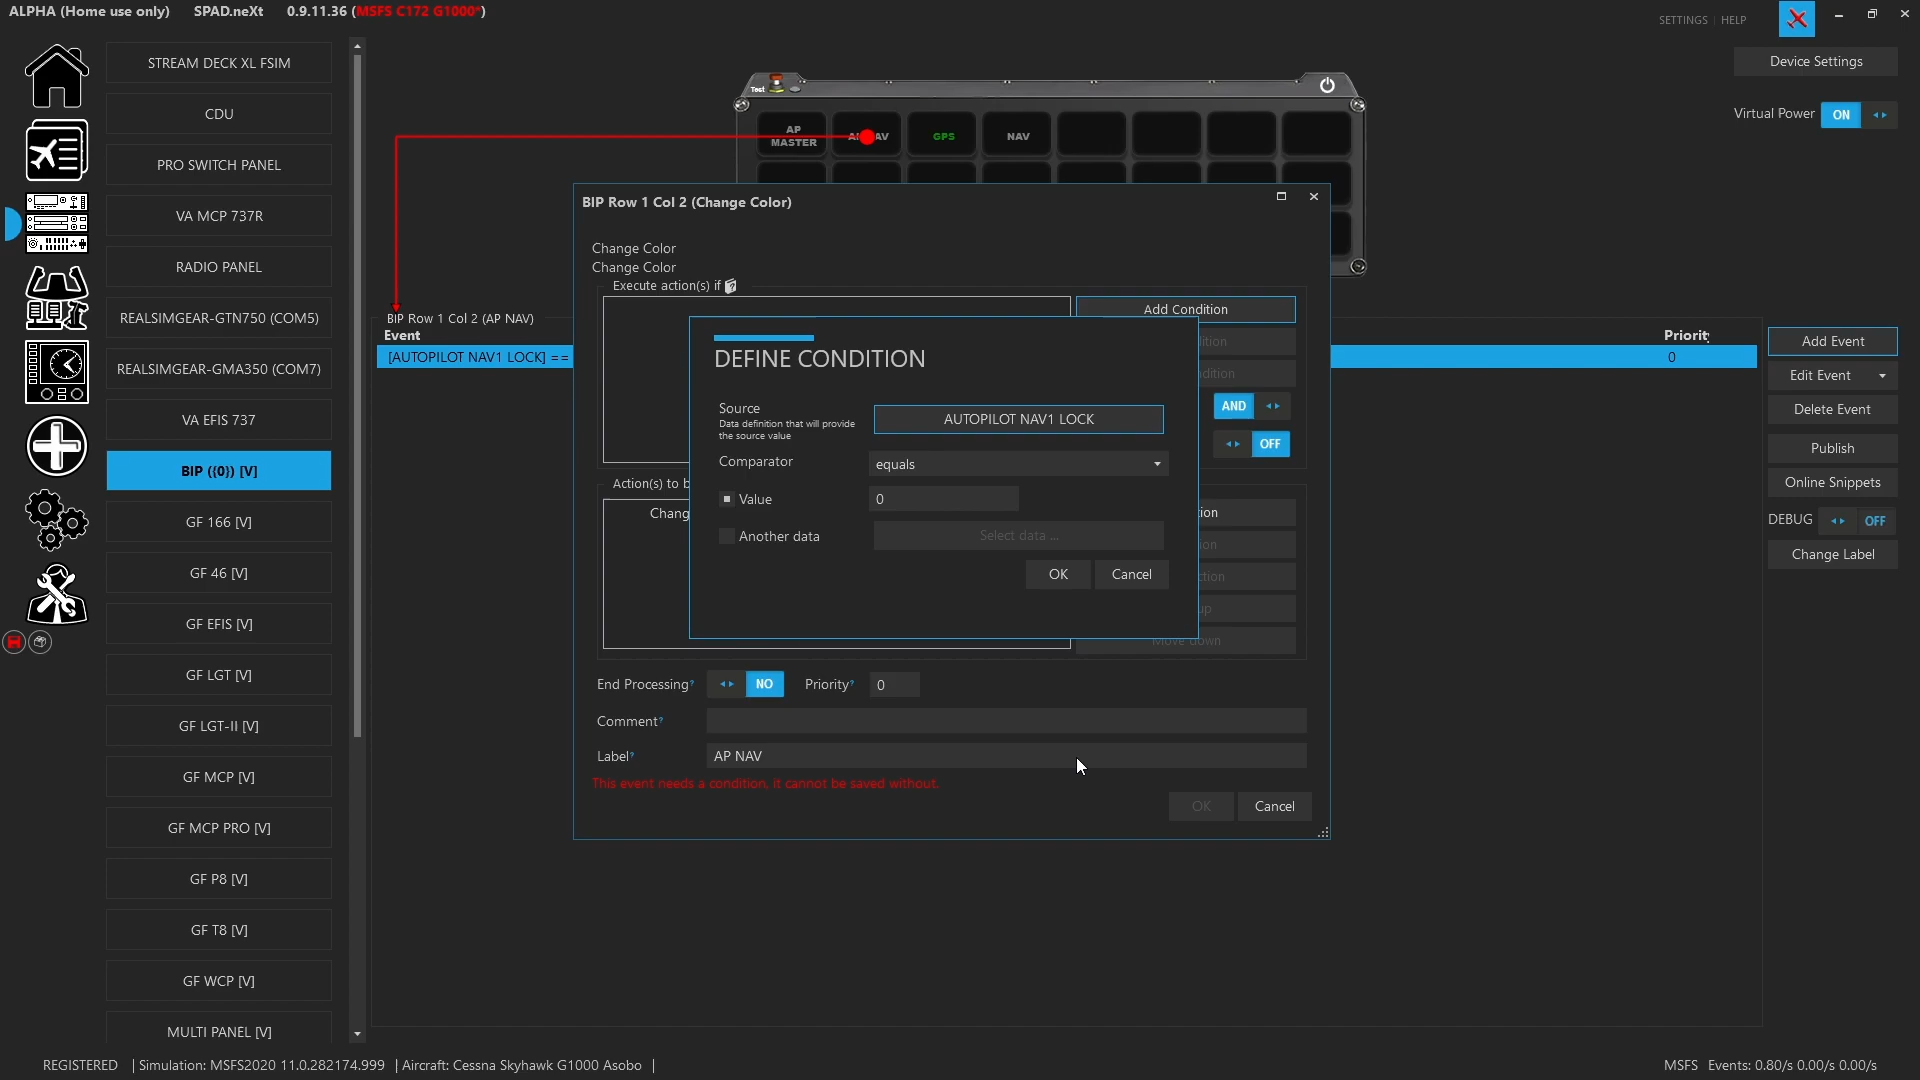 ALPHA (Home use only) SPAD.neXt 0.9.11.36 (MSFS C172 G1000*)
SETTINGS | HELP
STREAM DECK XL FSIM
CDU
PRO SWITCH PANEL
VA MCP 737R
RADIO PANEL
REALSIMGEAR-GTN750 (COM5)
REALSIMGEAR-GMA350 (COM7)
VA EFIS 737
BIP ({0}) [V]
GF 166 [V]
GF 46 [V]
GF EFIS [V]
GF LGT [V]
GF LGT-II [V]
GF MCP [V]
GF MCP PRO [V]
GF P8 [V]
GF T8 [V]
GF WCP [V]
MULTI PANEL [V]
Test
AP
MASTER
GPS
NAV
Device Settings
Virtual Power ON
BIP Row 1 Col 2 (AP NAV)
Event
Priority
[AUTOPILOT NAV1 LOCK] ==
0
Add Event
Edit Event
Delete Event
Publish
Online Snippets
DEBUG OFF
Change Label
BIP Row 1 Col 2 (Change Color)
Change Color
Change Color
Execute action(s) if
Add Condition
AND
OFF
Action(s) to b
Chang
Move down
End Processing? NO Priority? 0
Comment?
Label? AP NAV
This event needs a condition, it cannot be saved without.
OK Cancel
DEFINE CONDITION
Source
Data definition that will provide
the source value
AUTOPILOT NAV1 LOCK
Comparator equals
Value 0
Another data Select data ...
OK Cancel
REGISTERED | Simulation: MSFS2020 11.0.282174.999 | Aircraft: Cessna Skyhawk G1000 Asobo |
MSFS Events: 0.80/s 0.00/s 0.00/s